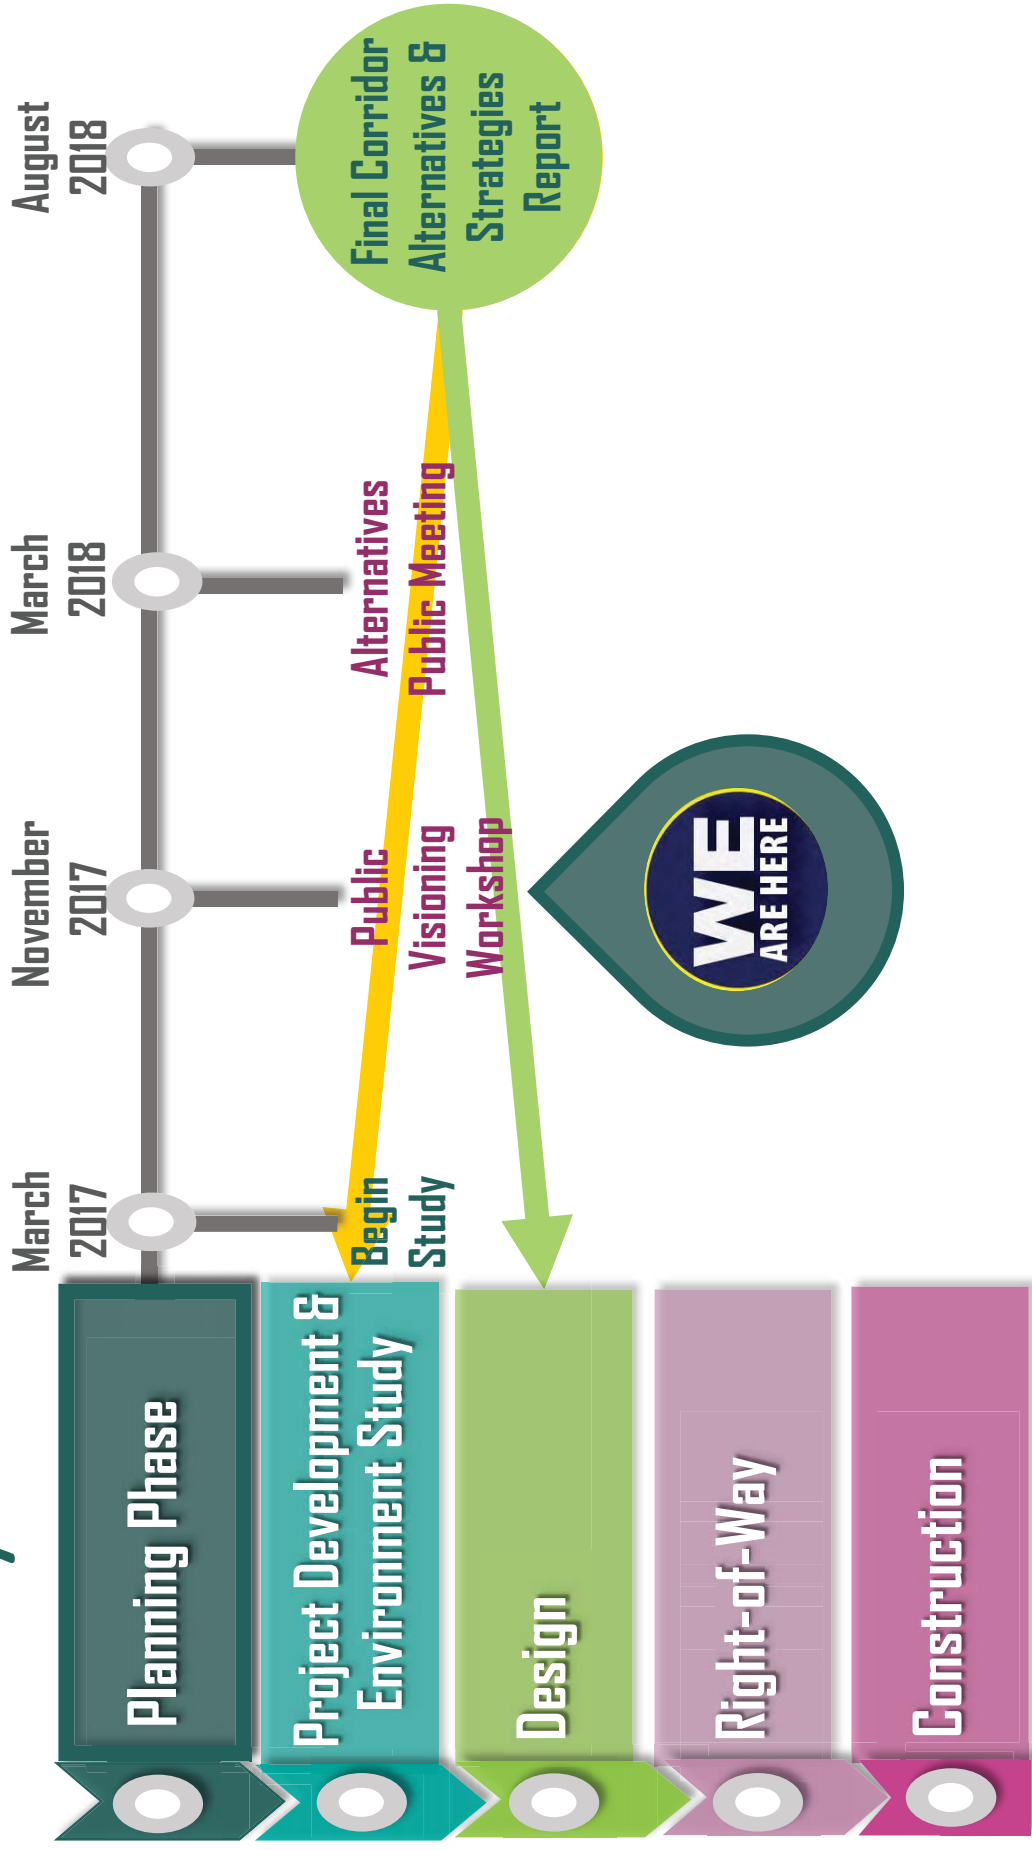 March
2017
November
2017
March
2018
August
2018
Planning Phase
Begin
Study
Public
Visioning
Workshop
Alternatives
Public Meeting
Final Corridor
Alternatives &
Strategies
Report
Project Development &
Environment Study
Design
Right-of-Way
Construction
WE
ARE HERE